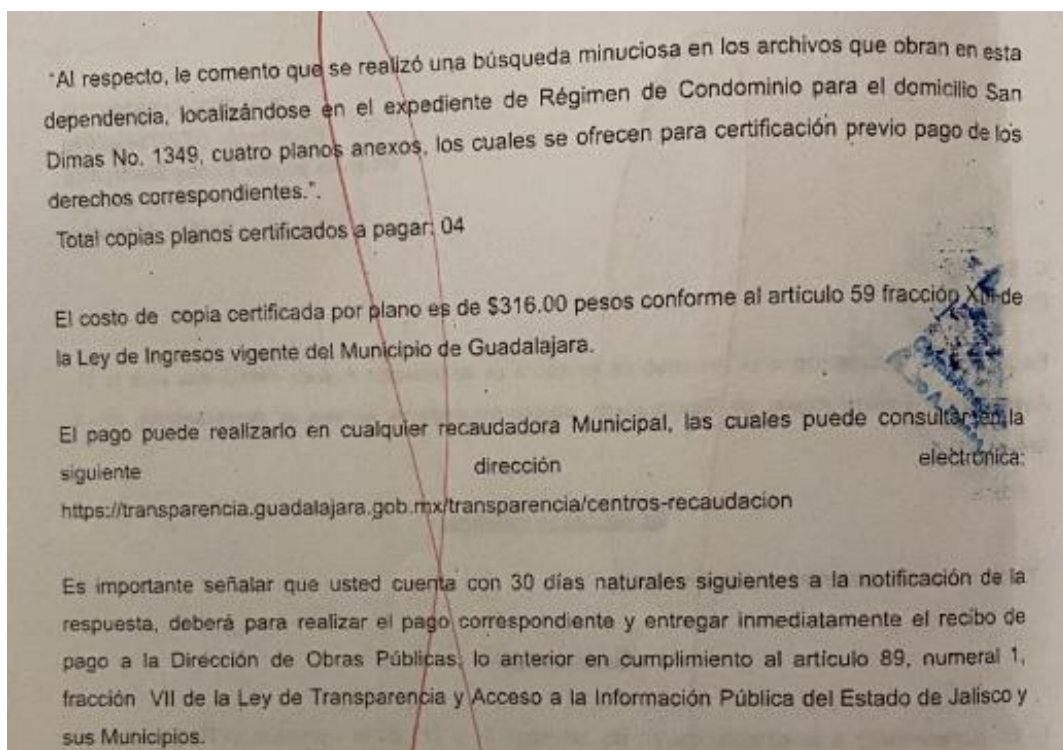 "Al respecto, le comento que se realizó una búsqueda minuciosa en los archivos que obran en esta
dependencia, localizándose en el expediente de Régimen de Condominio para el domicilio San
Dimas No. 1349, cuatro planos anexos, los cuales se ofrecen para certificación previo pago de los
derechos correspondientes.".
Total copias planos certificados a pagar: 04
El costo de copia certificada por plano es de $316.00 pesos conforme al artículo 59 fracción de
la Ley de Ingresos vigente del Municipio de Guadalajara.
El pago puede realizarlo en cualquier recaudadora Municipal, las cuales puede consultar en la
siguiente dirección electrónica:
https://transparencia.guadalajara.gob.mx/transparencia/centros-recaudacion
Es importante señalar que usted cuenta con 30 días naturales siguientes a la notificación de la
respuesta, deberá para realizar el pago correspondiente y entregar inmediatamente el recibo de
pago a la Dirección de Obras Públicas, lo anterior en cumplimiento al artículo 89, numeral 1,
fracción VII de la Ley de Transparencia y Acceso a la Información Pública del Estado de Jalisco y
sus Municipios.